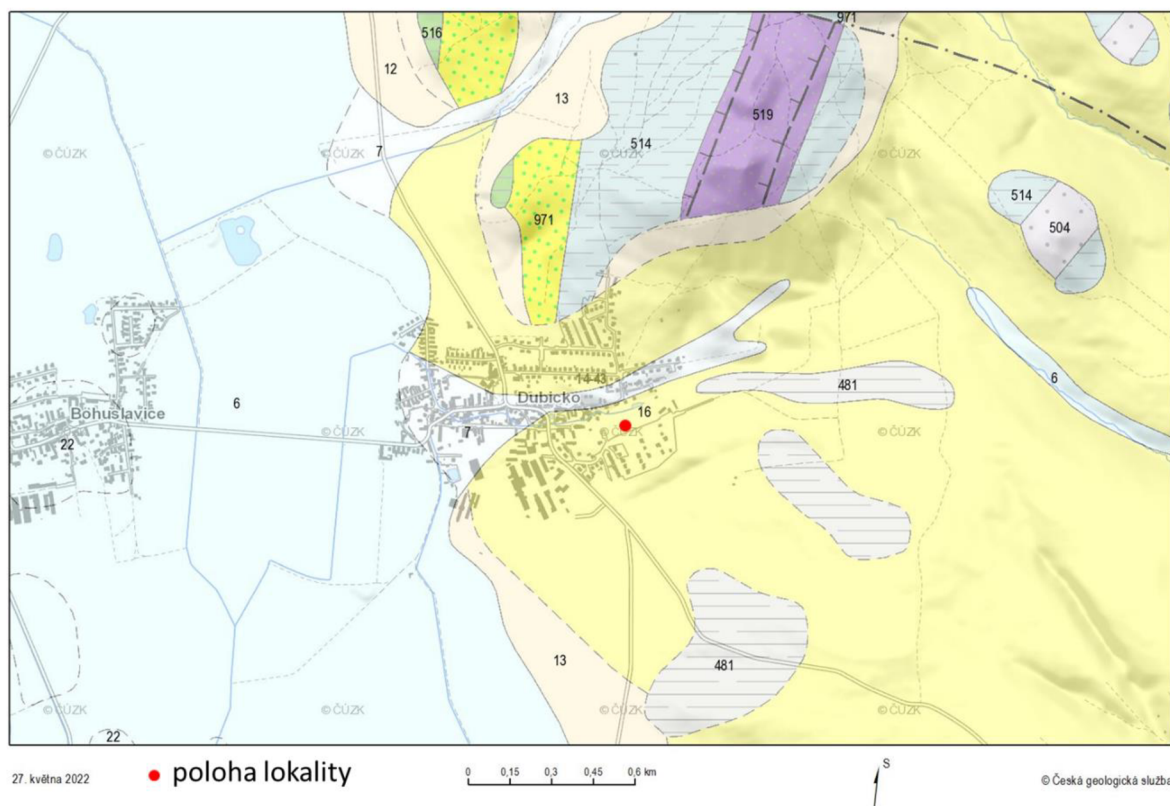 971
516
12
13
519
© ČÚZK
7
© ČÚZK
514
© ČÚZK
© ČÚZK
514
504
971
14-43
481
6
Dubicko
Bohuslavice
6
16
22
© ČÚZK
7
© ČÚZK
© ČÚZK
13
481
© ČÚZK
© ČÚZK
© ČÚZK
© ČÚZK
22
27. května 2022
poloha lokality
0 0,15 0,3 0,45 0,6 km
S
© Česká geologická služba